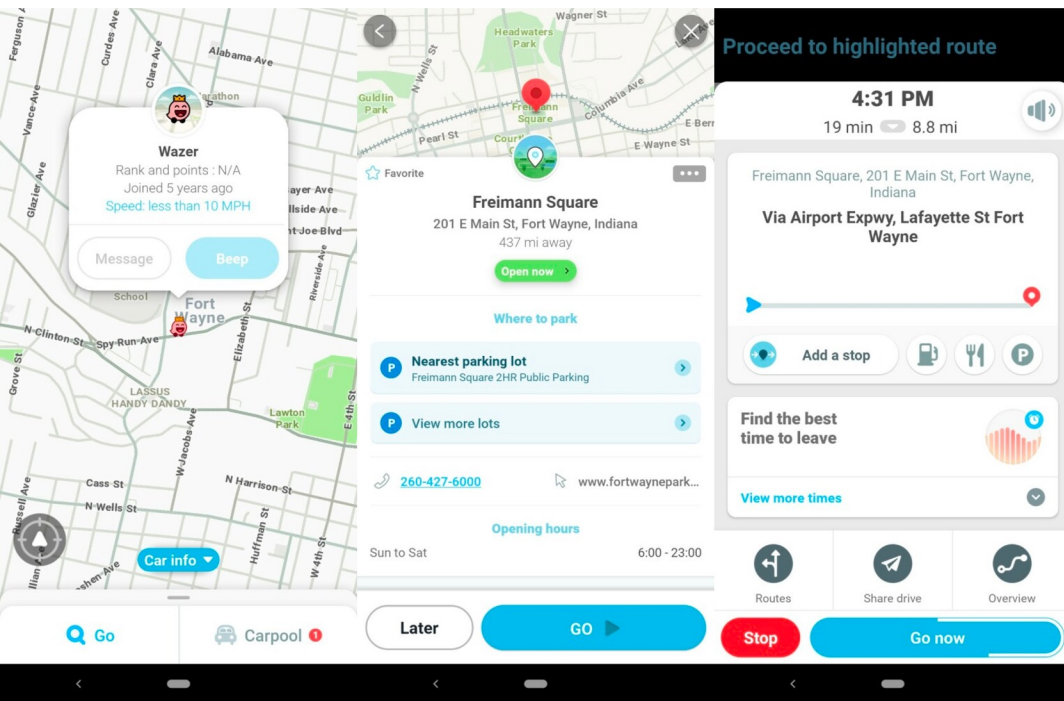 Ferguson
Curdes Ave
Clara Ave
Alabama Ave
Vance Ave
Marathon
Wazer
Rank and points : N/A
Joined 5 years ago
Speed: less than 10 MPH
Message
Beep
Glazier Ave
ayer Ave
llside Ave
nt Joe Blvd
Riverside Ave
School
Fort
Wayne
N Clinton St
Spy Run Ave
Elizabeth St
Grove St
LASSUS
HANDY DANDY
Lawton
Park
E 4th St
W Jacobs Ave
Cass St
N Harrison St
N Wells St
Russell Ave
Huffman St
W 4th St
Car info
Go
Carpool
1
Wagner St
Headwaters
Park
N Wells St
Guldlin
Park
Columbia Ave
Freimann
Square
Pearl St
E Berr
E Wayne St
Favorite
Freimann Square
201 E Main St, Fort Wayne, Indiana
437 mi away
Open now
Where to park
P
Nearest parking lot
Freimann Square 2HR Public Parking
P
View more lots
260-427-6000
www.fortwaynepark...
Opening hours
Sun to Sat
6:00 - 23:00
Later
GO
Proceed to highlighted route
4:31 PM
19 min
8.8 mi
Freimann Square, 201 E Main St, Fort Wayne,
Indiana
Via Airport Expwy, Lafayette St Fort
Wayne
Add a stop
P
Find the best
time to leave
View more times
Routes
Share drive
Overview
Stop
Go now